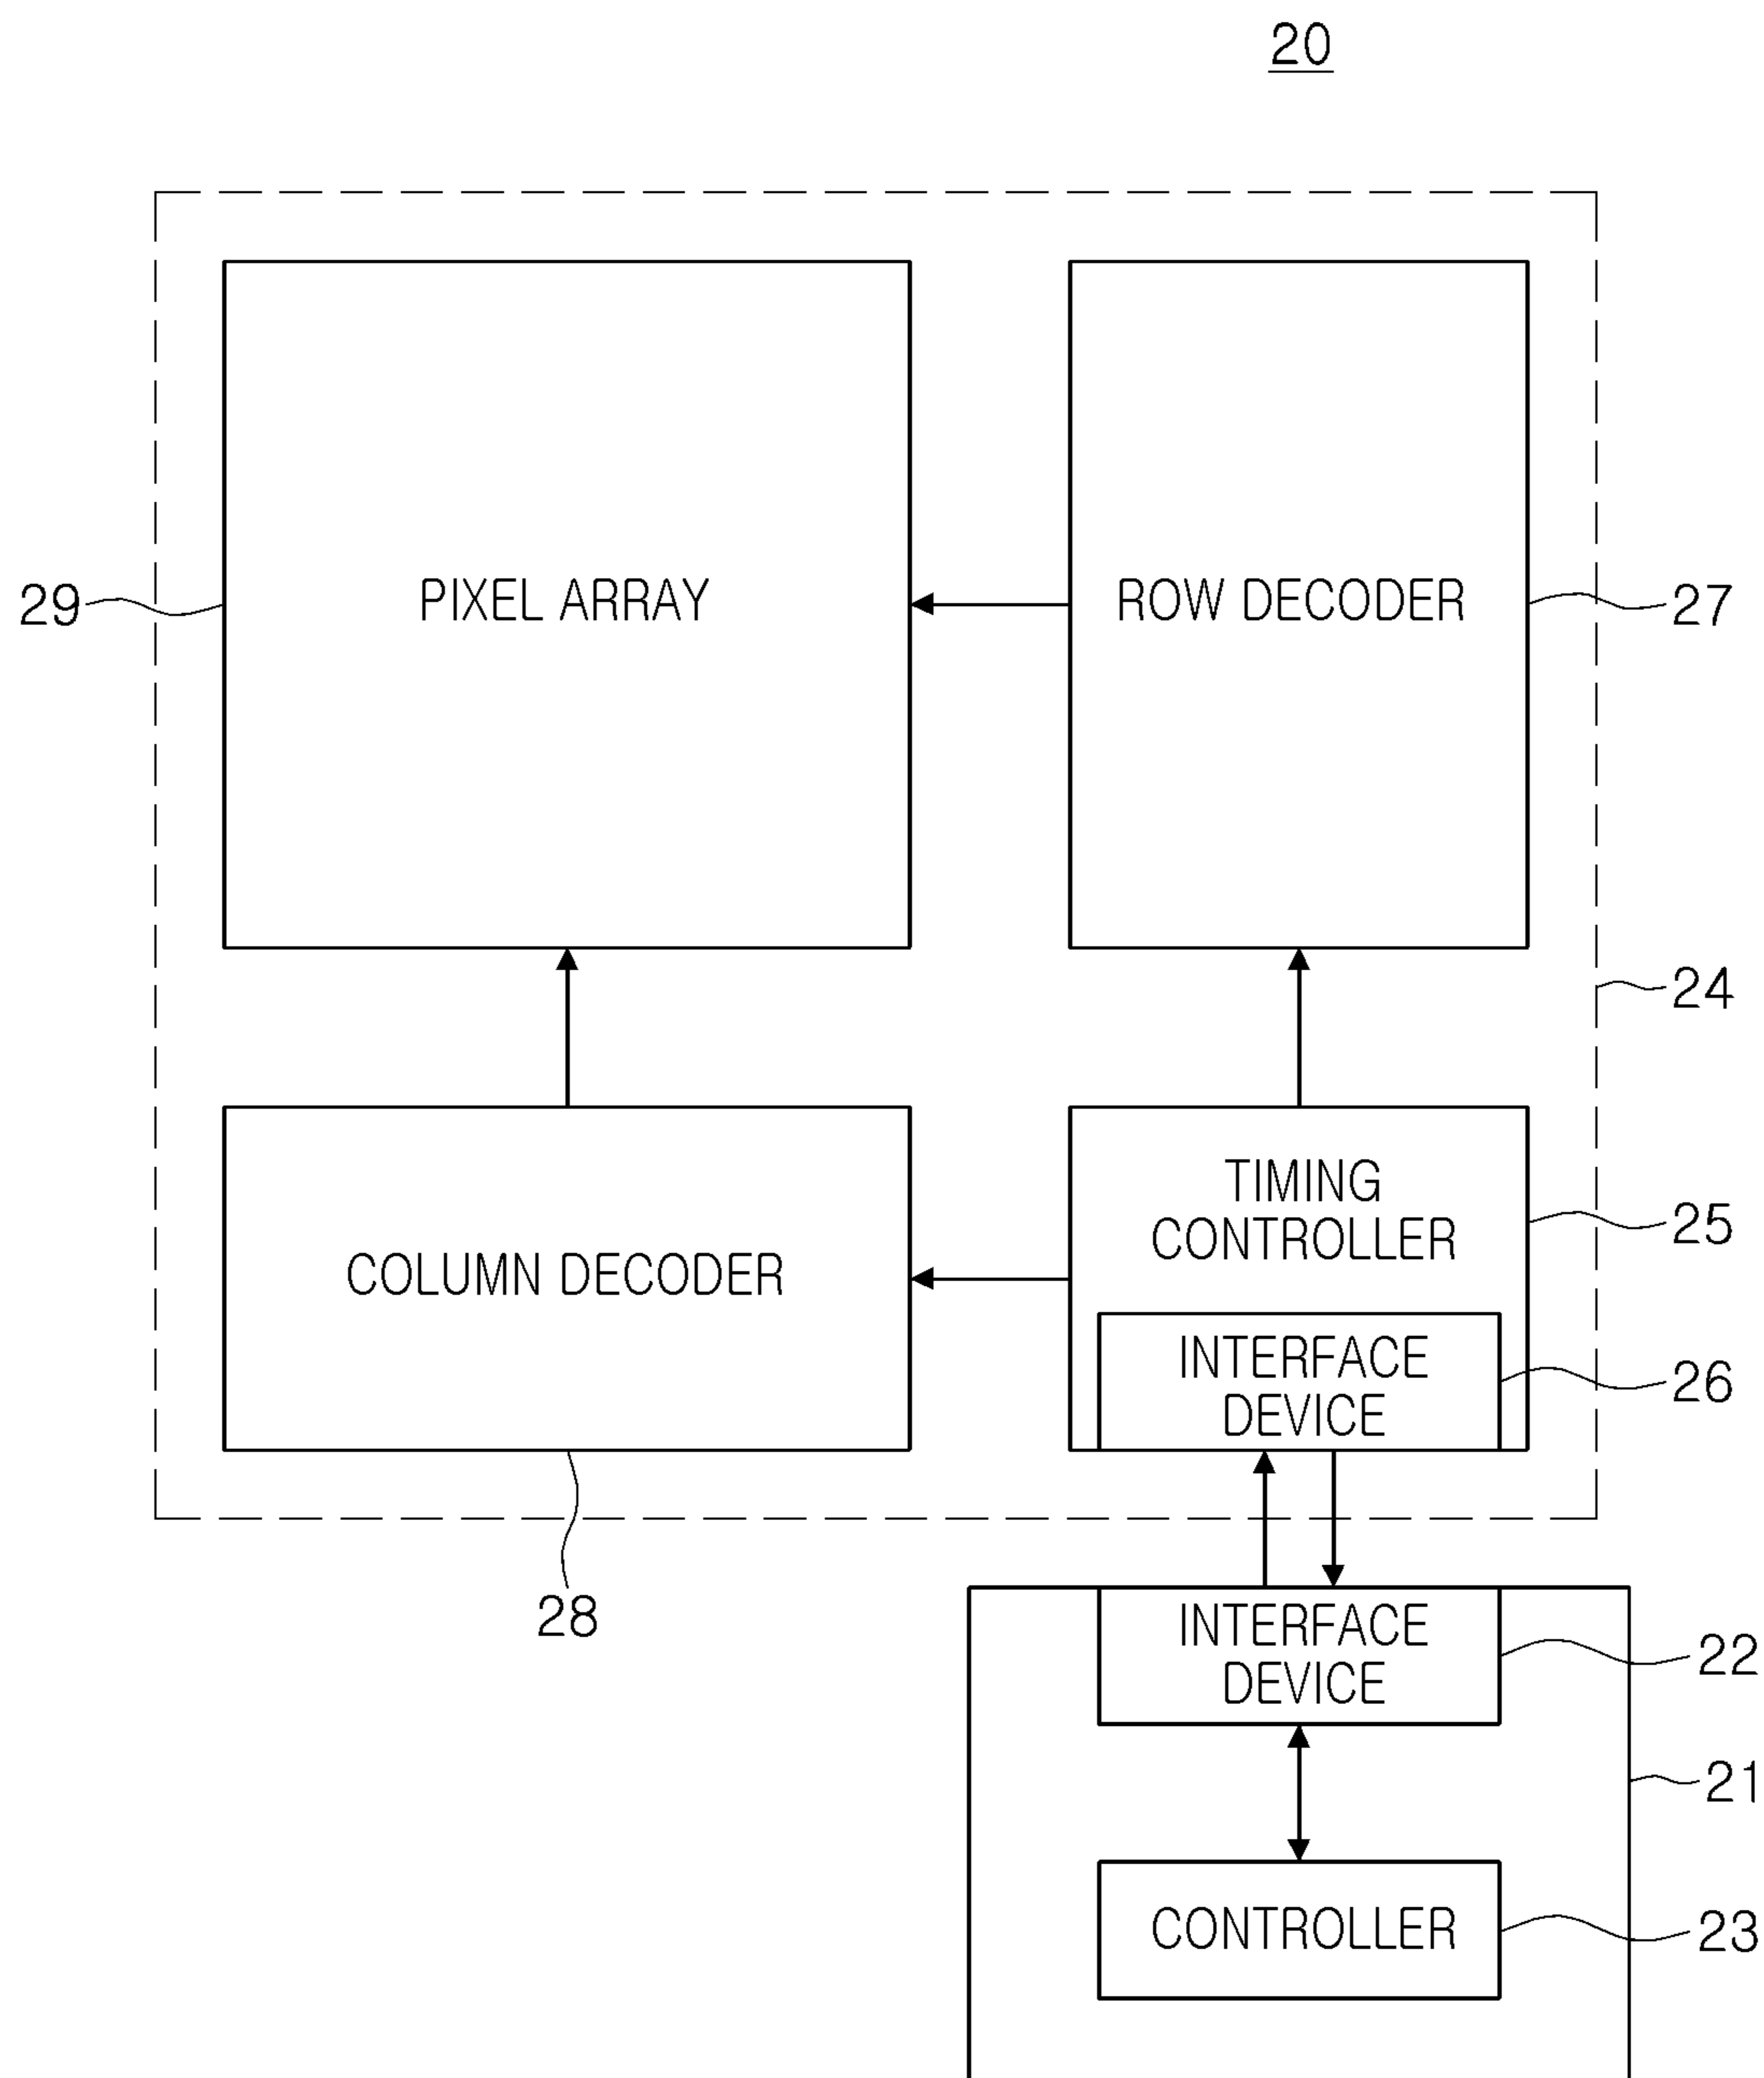 20
PIXEL ARRAY
ROW DECODER
29
27
24
COLUMN DECODER
TIMING
CONTROLLER
25
INTERFACE
DEVICE
26
28
INTERFACE
DEVICE
22
21
CONTROLLER
23